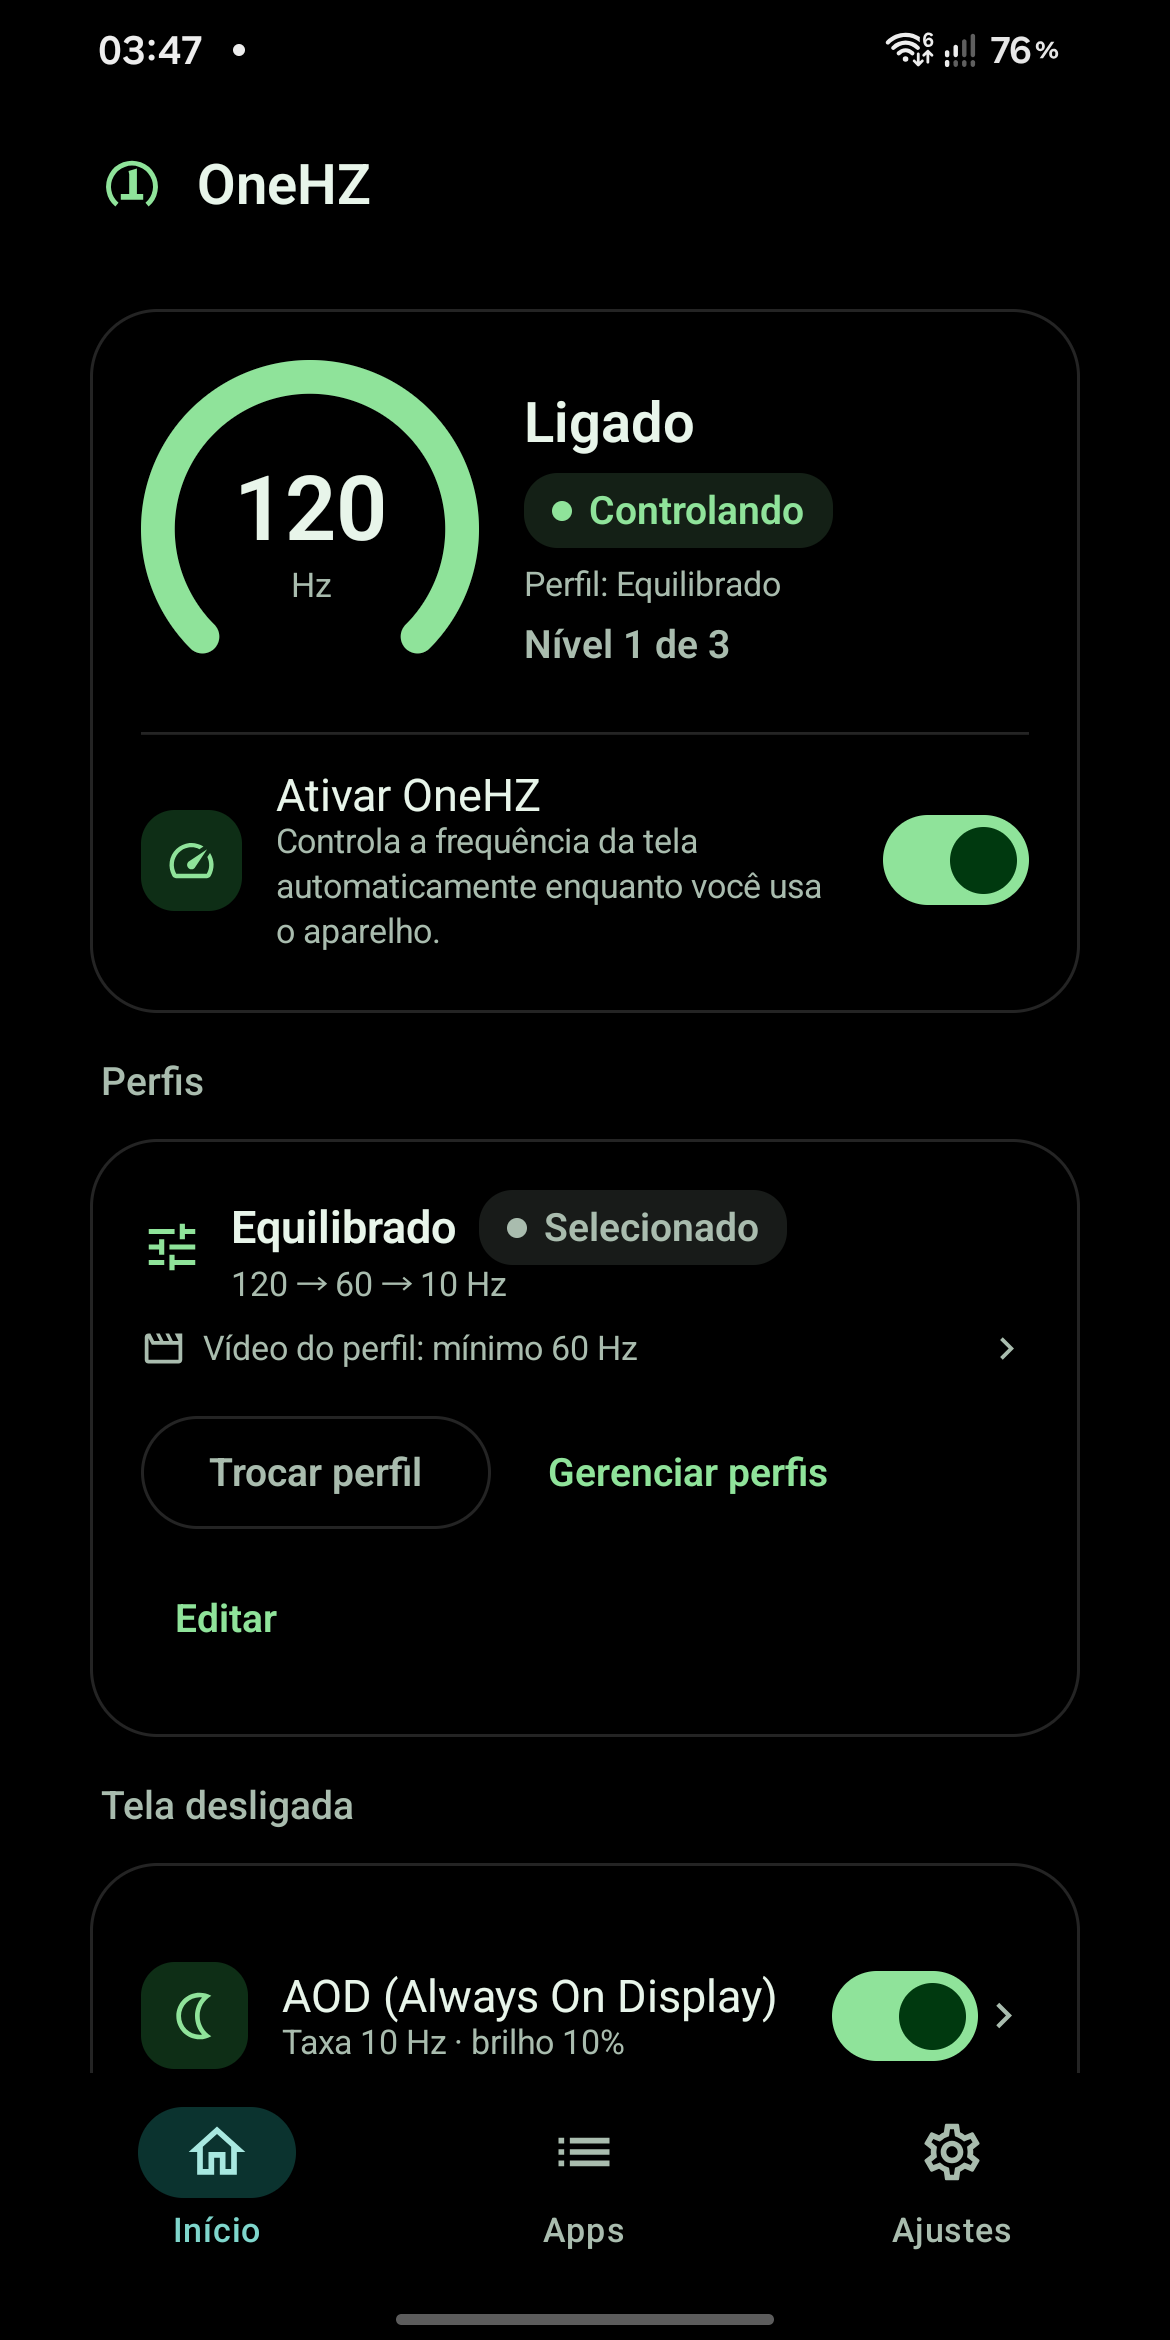 03:47
6
76%
OneHZ
120
Hz
Ligado
Controlando
Perfil: Equilibrado
Nível 1 de 3
Ativar OneHZ
Controla a frequência da tela
automaticamente enquanto você usa
o aparelho.
Perfis
Equilibrado
Selecionado
120 → 60 → 10 Hz
Vídeo do perfil: mínimo 60 Hz
Trocar perfil
Gerenciar perfis
Editar
Tela desligada
AOD (Always On Display)
Taxa 10 Hz · brilho 10%
Início
Apps
Ajustes